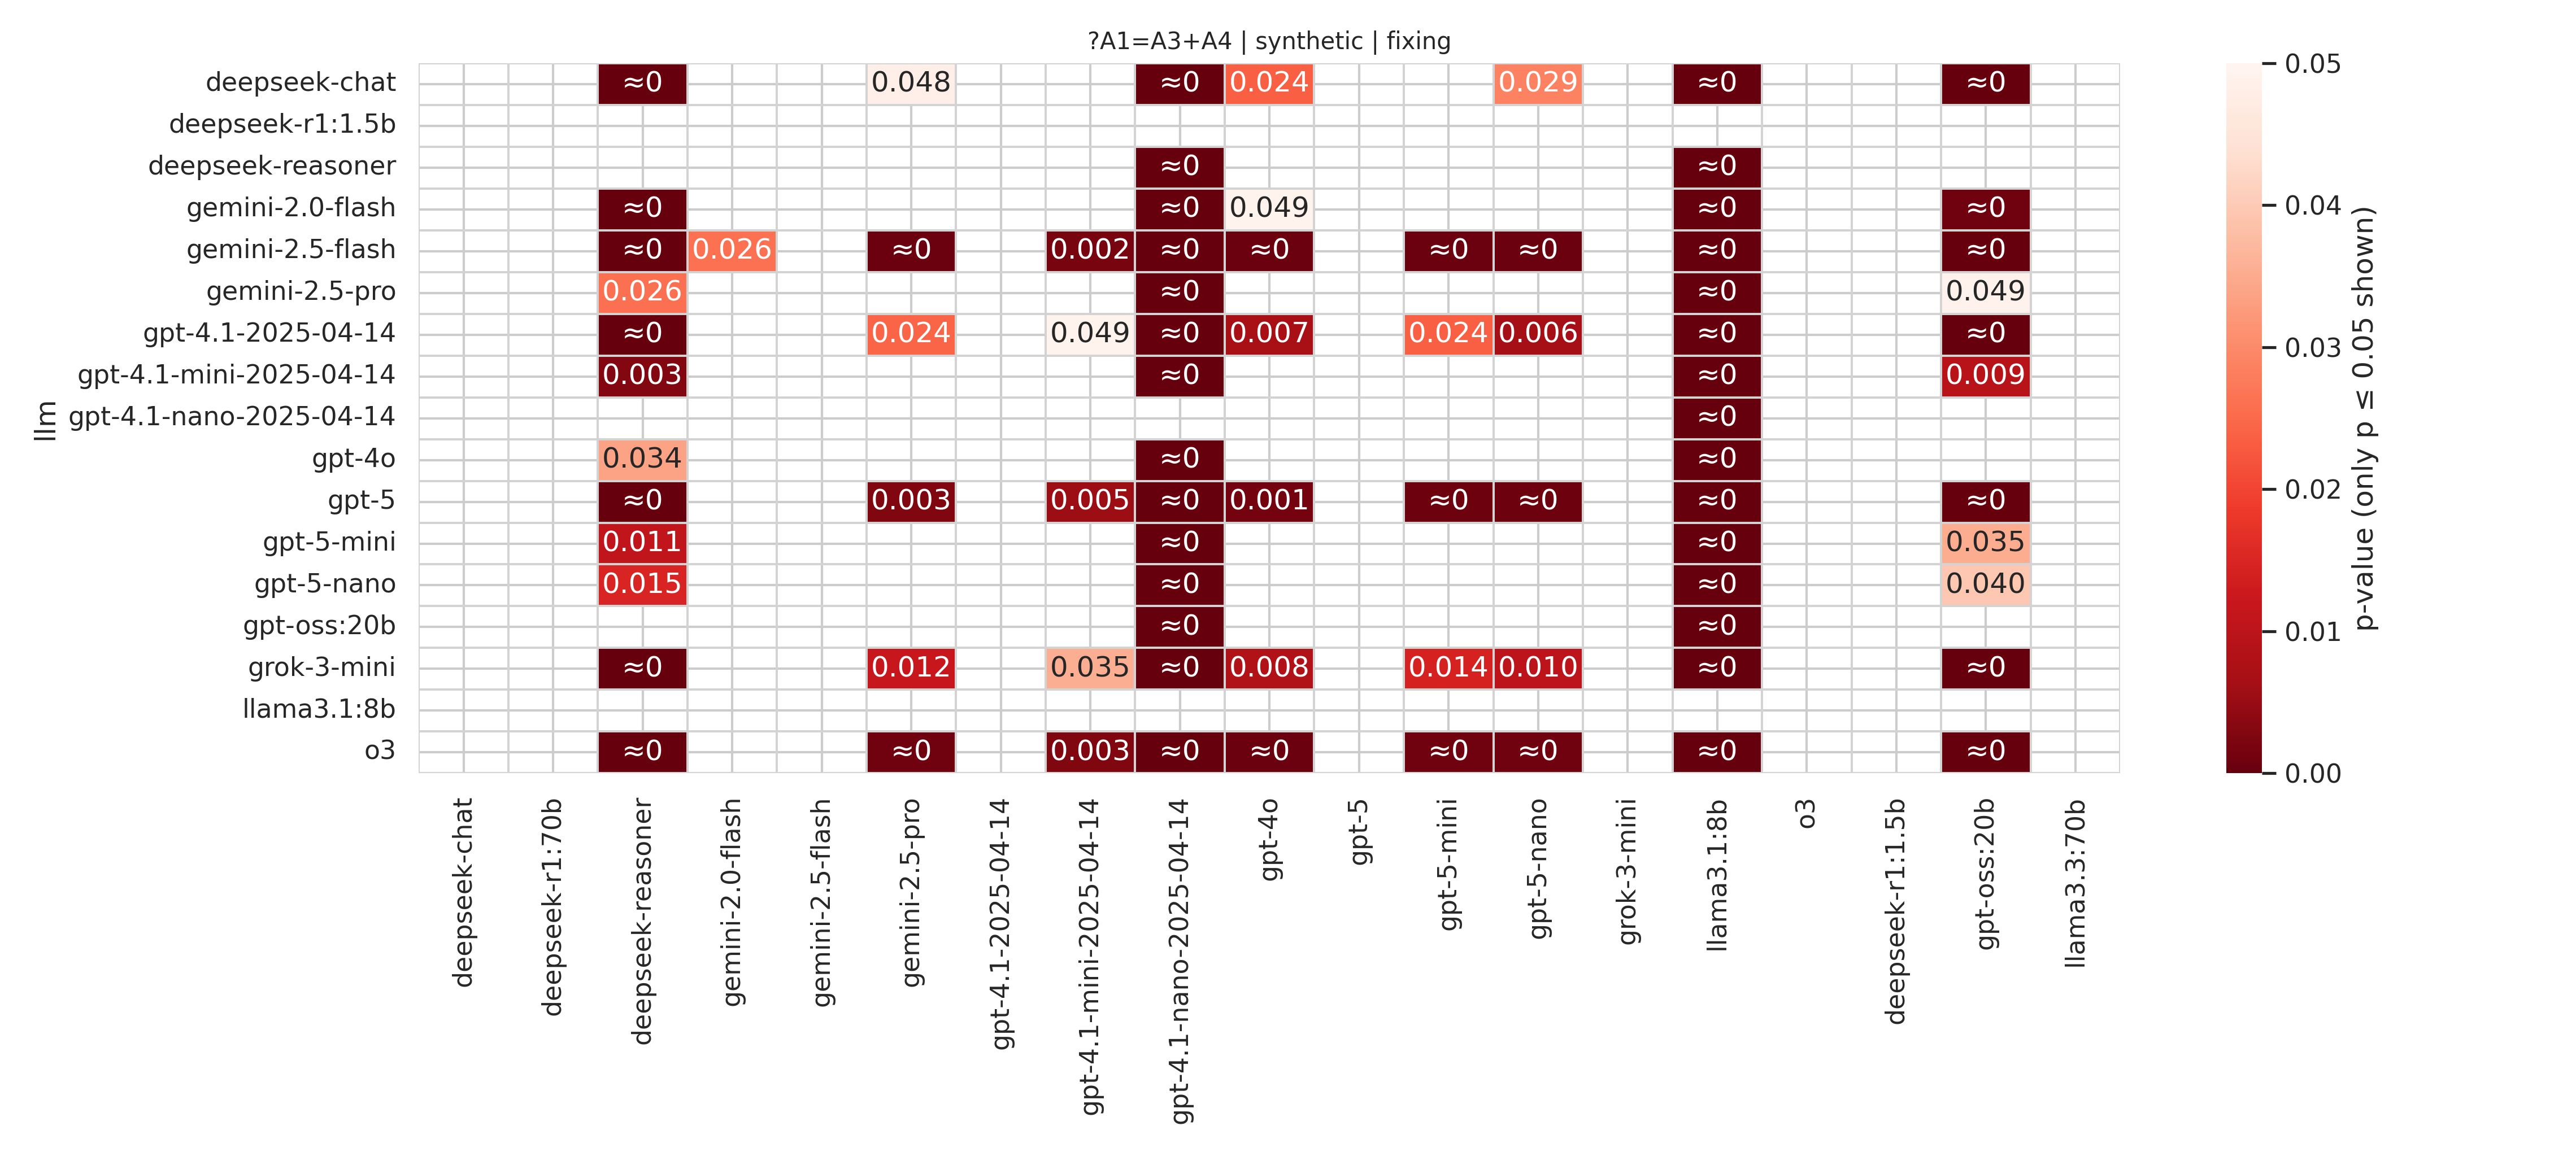 ?A1=A3+A4 | synthetic | fixing
deepseek-chat ≈0 0.048 ≈0 0.024 0.029 ≈0 ≈0
deepseek-r1:1.5b
deepseek-reasoner ≈0 ≈0
gemini-2.0-flash ≈0 ≈0 0.049 ≈0 ≈0
gemini-2.5-flash ≈0 0.026 ≈0 0.002 ≈0 ≈0 ≈0 ≈0 ≈0 ≈0
gemini-2.5-pro 0.026 ≈0 ≈0 0.049
gpt-4.1-2025-04-14 ≈0 0.024 0.049 ≈0 0.007 0.024 0.006 ≈0 ≈0
gpt-4.1-mini-2025-04-14 0.003 ≈0 ≈0 0.009
gpt-4.1-nano-2025-04-14 ≈0
gpt-4o 0.034 ≈0 ≈0
gpt-5 ≈0 0.003 0.005 ≈0 0.001 ≈0 ≈0 ≈0 ≈0
gpt-5-mini 0.011 ≈0 ≈0 0.035
gpt-5-nano 0.015 ≈0 ≈0 0.040
gpt-oss:20b ≈0 ≈0
grok-3-mini ≈0 0.012 0.035 ≈0 0.008 0.014 0.010 ≈0 ≈0
llama3.1:8b
o3 ≈0 ≈0 0.003 ≈0 ≈0 ≈0 ≈0 ≈0 ≈0
llm
deepseek-chat
deepseek-r1:70b
deepseek-reasoner
gemini-2.0-flash
gemini-2.5-flash
gemini-2.5-pro
gpt-4.1-2025-04-14
gpt-4.1-mini-2025-04-14
gpt-4.1-nano-2025-04-14
gpt-4o
gpt-5
gpt-5-mini
gpt-5-nano
grok-3-mini
llama3.1:8b
o3
deepseek-r1:1.5b
gpt-oss:20b
llama3.3:70b
0.05
0.04
0.03
0.02
0.01
0.00
p-value (only p ≤ 0.05 shown)